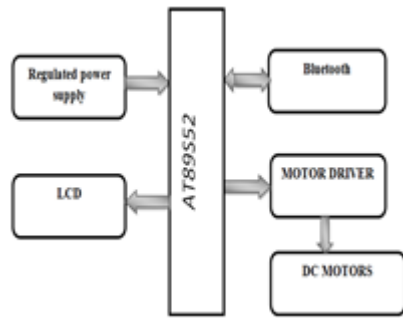 Regulated power
supply
LCD
AT89S52
Bluetooth
MOTOR DRIVER
DC MOTORS